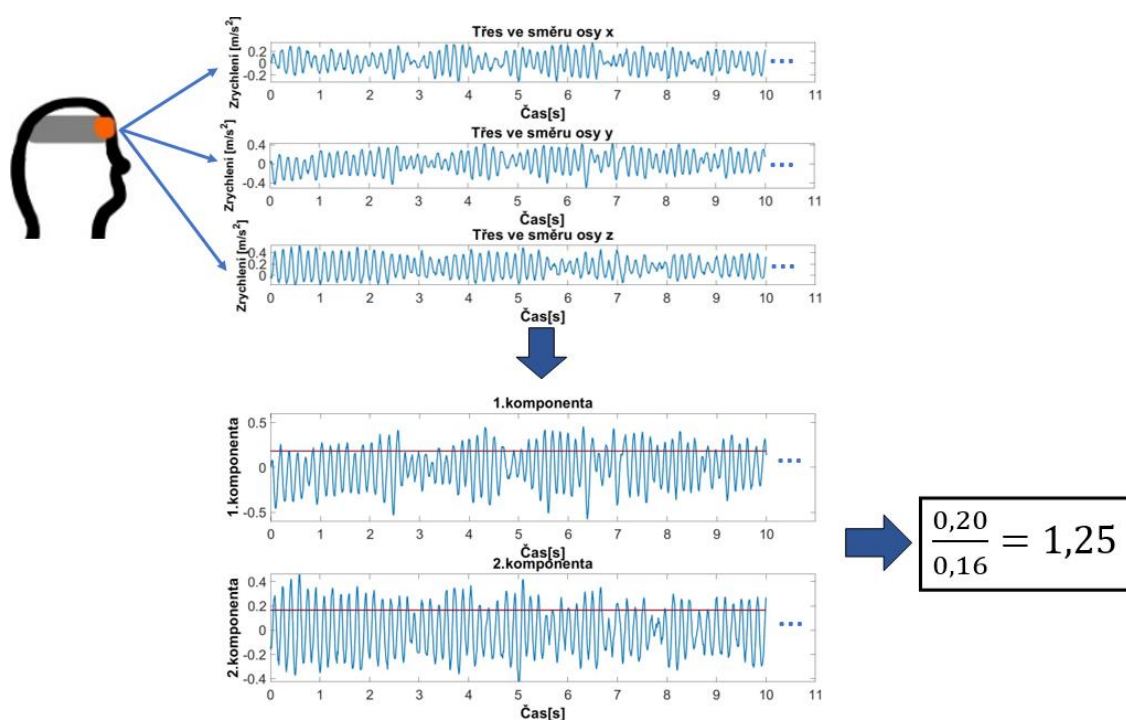 Třes ve směru osy x
Zrychlení [m/s²]
0.2
0
-0.2
0 1 2 3 4 5 6 7 8 9 10 11
Čas[s]
Třes ve směru osy y
Zrychlení [m/s²]
0.4
0
-0.4
0 1 2 3 4 5 6 7 8 9 10 11
Čas[s]
Třes ve směru osy z
Zrychlení [m/s²]
0.4
0.2
0
0 1 2 3 4 5 6 7 8 9 10 11
Čas[s]
1.komponenta
1.komponenta
0.5
0
-0.5
0 1 2 3 4 5 6 7 8 9 10 11
Čas[s]
2.komponenta
2.komponenta
0.4
0.2
0
-0.2
0 1 2 3 4 5 6 7 8 9 10 11
Čas[s]
0,20
0,16
= 1,25